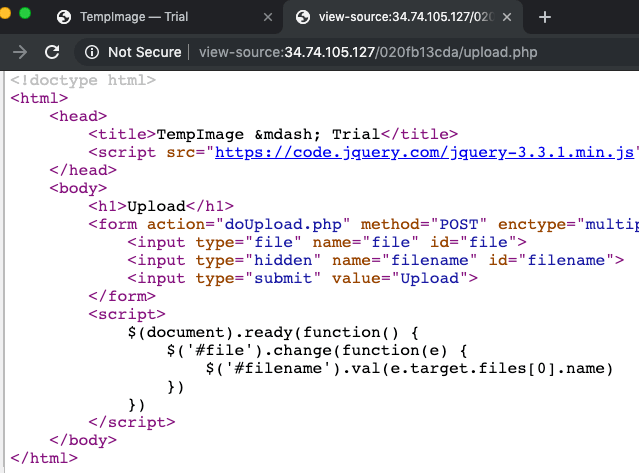 TempImage — Trial
view-source:34.74.105.127/020
Not Secure | view-source:34.74.105.127/020fb13cda/upload.php
<!doctype html>
<html>
<head>
<title>TempImage &mdash; Trial</title>
<script src="https://code.jquery.com/jquery-3.3.1.min.js"
</head>
<body>
<h1>Upload</h1>
<form action="doUpload.php" method="POST" enctype="multip
<input type="file" name="file" id="file">
<input type="hidden" name="filename" id="filename">
<input type="submit" value="Upload">
</form>
<script>
$(document).ready(function() {
$('#file').change(function(e) {
$('#filename').val(e.target.files[0].name)
})
})
</script>
</body>
</html>